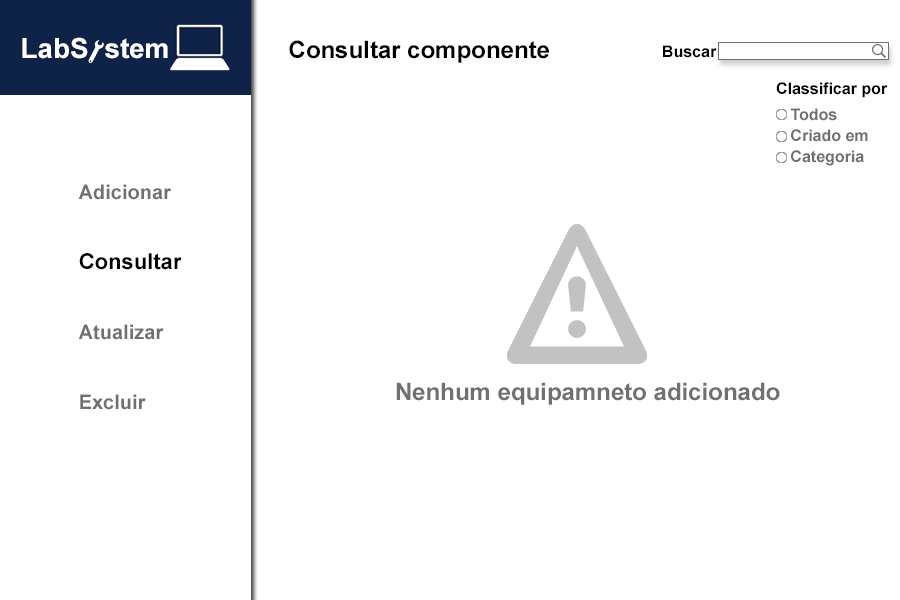 LabSystem
Consultar componente
Buscar
Classificar por
Todos
Criado em
Categoria
Adicionar
Consultar
Atualizar
Excluir
Nenhum equipamneto adicionado